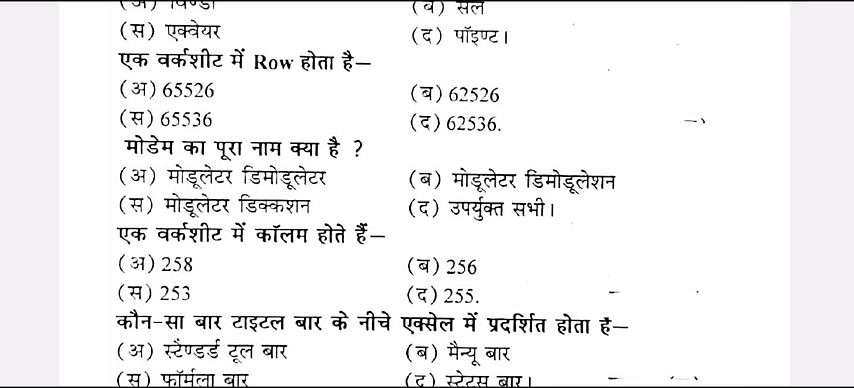 (अ) विण्डो (ब) सेल
(स) एक्वेयर (द) पॉइण्ट।
एक वर्कशीट में Row होता है—
(अ) 65526 (ब) 62526
(स) 65536 (द) 62536.
मोडेम का पूरा नाम क्या है ?
(अ) मोडूलेटर डिमोडूलेटर (ब) मोडूलेटर डिमोडूलेशन
(स) मोडूलेटर डिक्कशन (द) उपर्युक्त सभी।
एक वर्कशीट में कॉलम होते हैं—
(अ) 258 (ब) 256
(स) 253 (द) 255.
कौन-सा बार टाइटल बार के नीचे एक्सेल में प्रदर्शित होता है—
(अ) स्टैण्डर्ड टूल बार (ब) मैन्यू बार
(स) फॉर्मूला बार (द) स्टेटस बार।